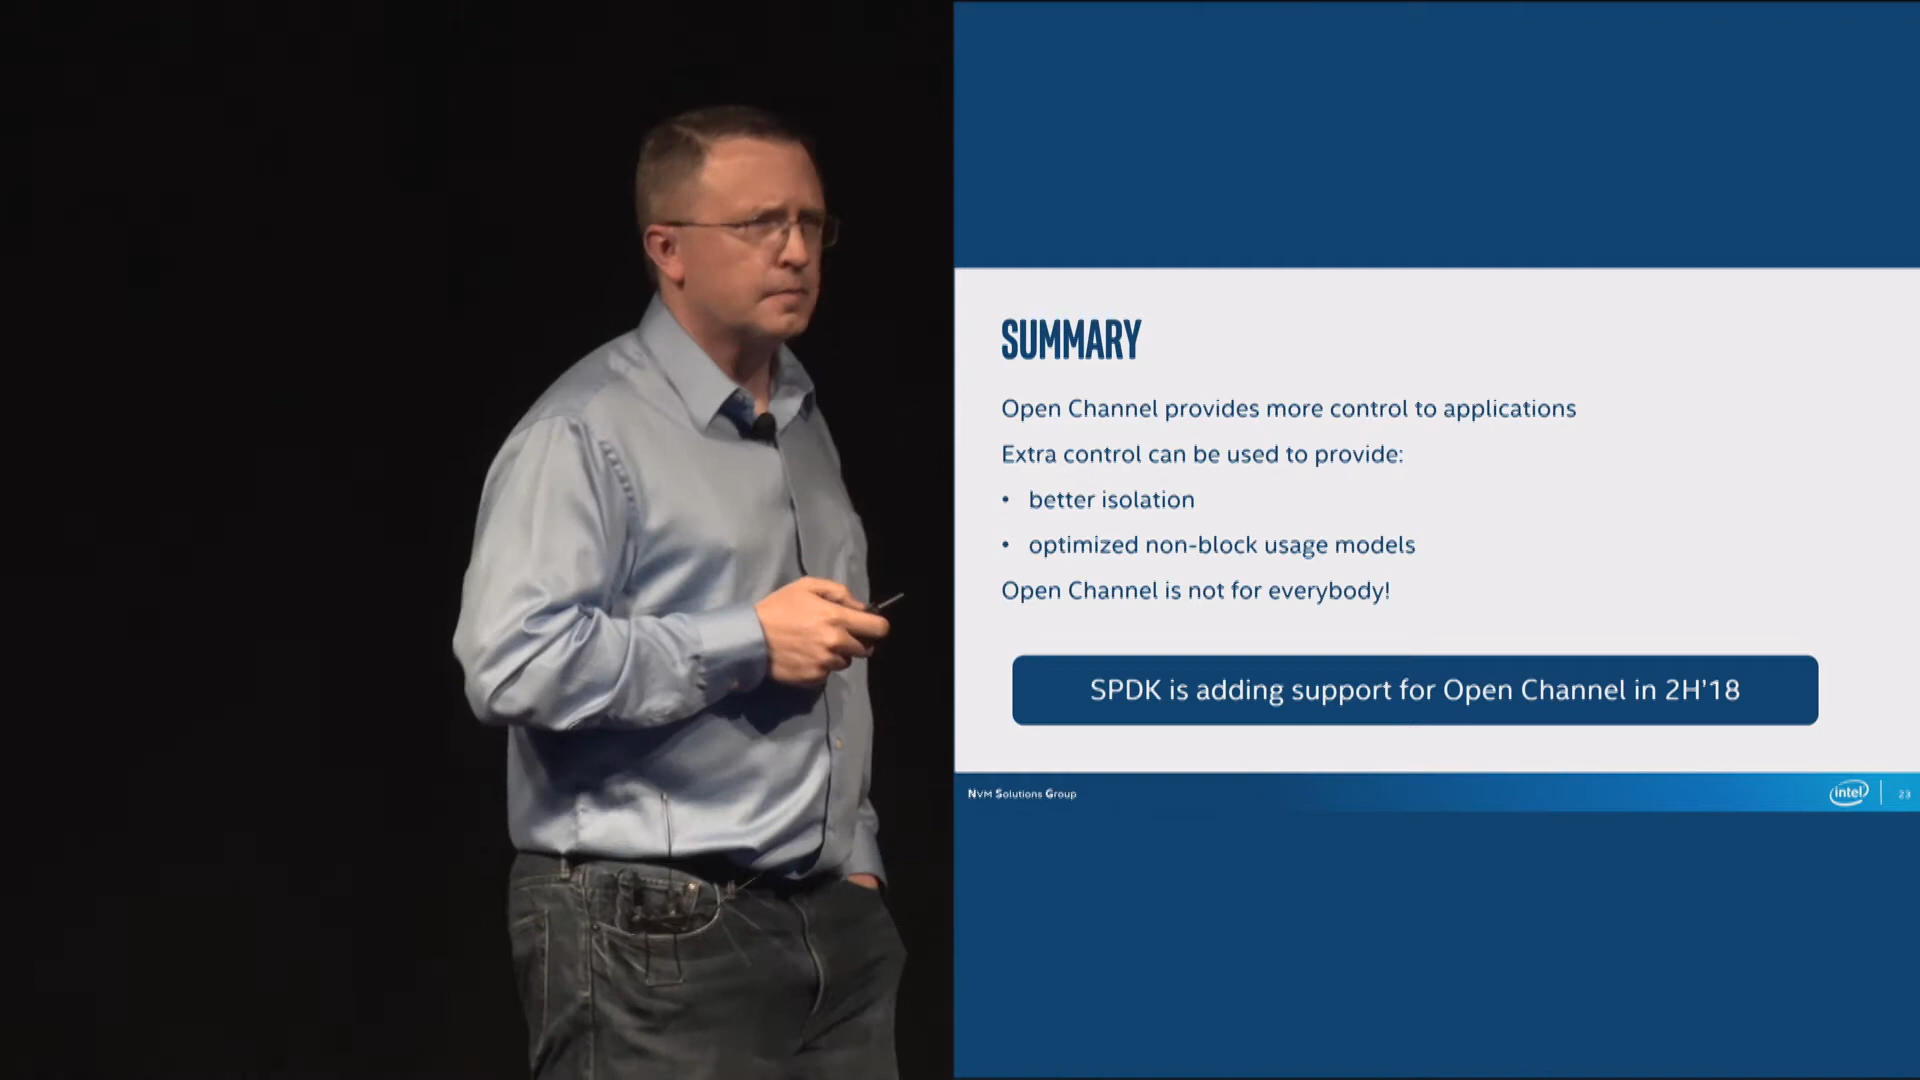 SUMMARY
Open Channel provides more control to applications
Extra control can be used to provide:
• better isolation
• optimized non-block usage models
Open Channel is not for everybody!
SPDK is adding support for Open Channel in 2H'18
NVM Solutions Group
intel
23